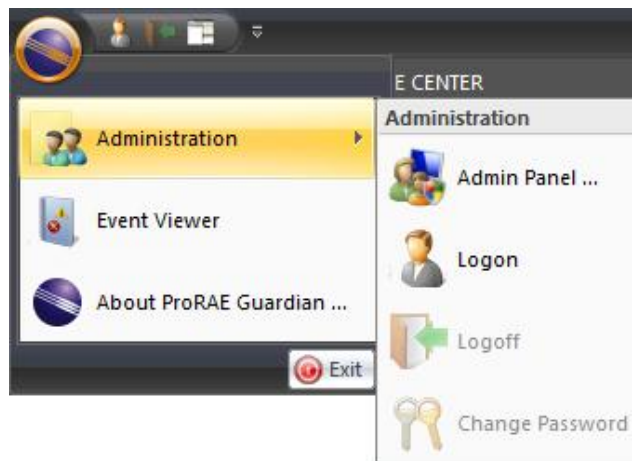 E CENTER
Administration
Event Viewer
About ProRAE Guardian ...
Exit
Administration
Admin Panel ...
Logon
Logoff
Change Password